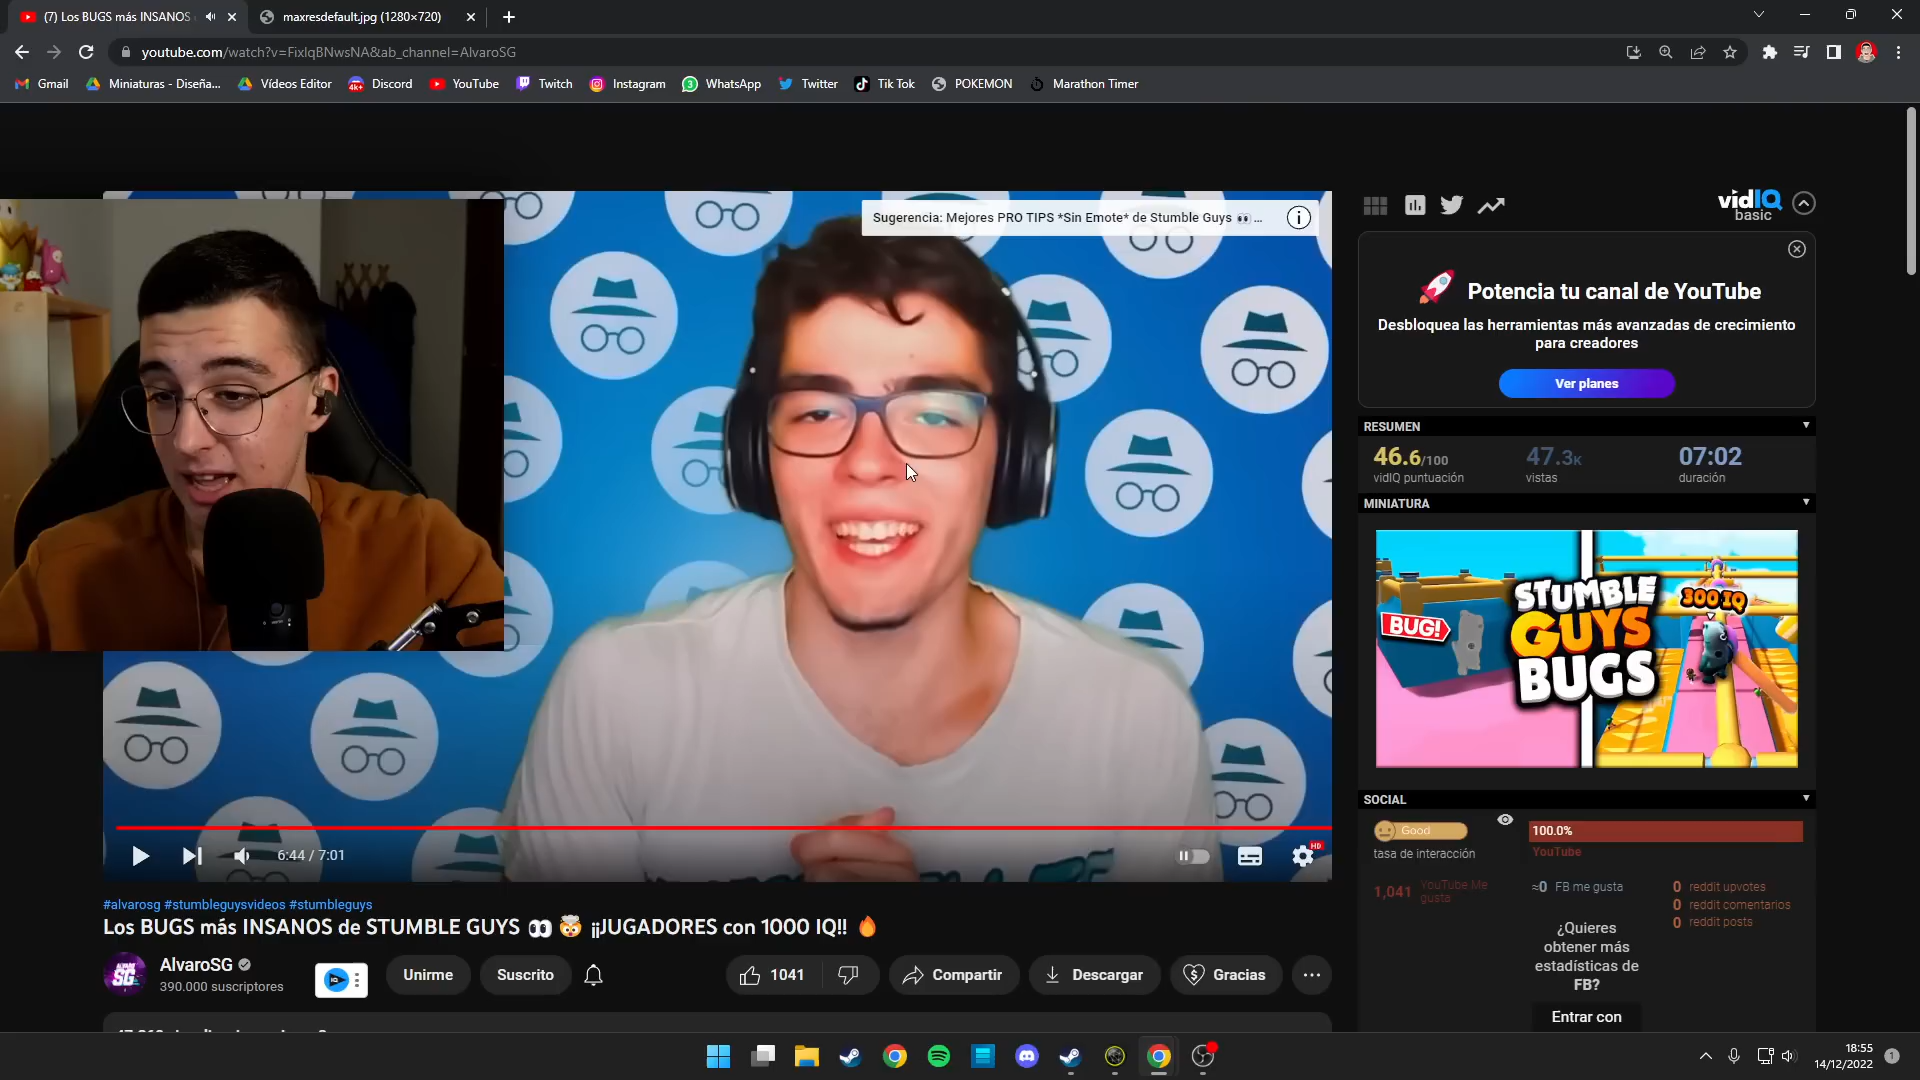 (7) Los BUGS más INSANOS
maxresdefault.jpg (1280×720)
youtube.com/watch?v=FixlqBNwsNA&ab_channel=AlvaroSG
Gmail
Miniaturas - Diseña...
Vídeos Editor
4k+
Discord
YouTube
Twitch
Instagram
3
WhatsApp
Twitter
Tik Tok
POKEMON
Marathon Timer
Sugerencia: Mejores PRO TIPS *Sin Emote* de Stumble Guys 👀 ...
vidIQ
basic
Potencia tu canal de YouTube
Desbloquea las herramientas más avanzadas de crecimiento
para creadores
Ver planes
RESUMEN
46.6/100
vidIQ puntuación
47.3K
vistas
07:02
duración
MINIATURA
BUG!
STUMBLE
GUYS
BUGS
300 IQ
SOCIAL
Good
tasa de interacción
100.0%
YouTube
1,041
YouTube Me
gusta
≈0 FB me gusta
0 reddit upvotes
0 reddit comentarios
0 reddit posts
¿Quieres
obtener más
estadísticas de
FB?
Entrar con
6:44 / 7:01
HD
#alvarosg #stumbleguysvideos #stumbleguys
Los BUGS más INSANOS de STUMBLE GUYS 👀 🤯 ¡¡JUGADORES con 1000 IQ!! 🔥
ALVARO
SG
AlvaroSG
390.000 suscriptores
IQ
Unirme
Suscrito
1041
Compartir
Descargar
Gracias
18:55
14/12/2022
1